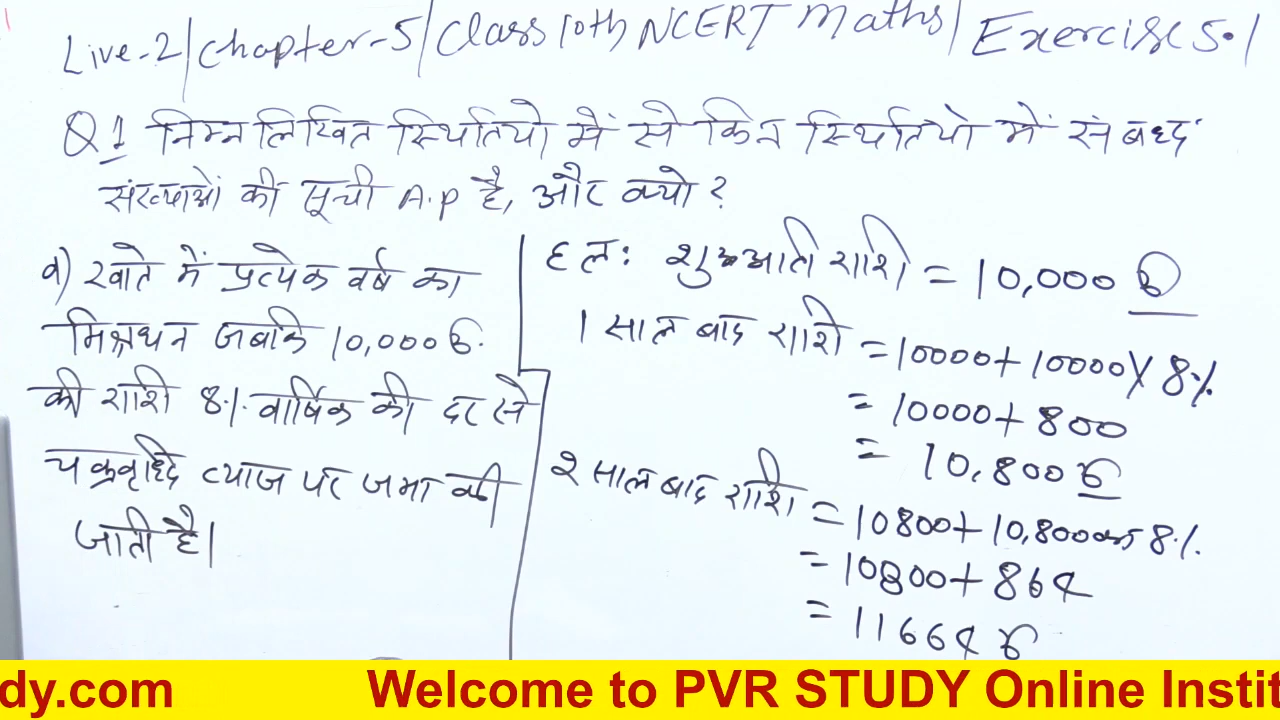 Live-2/Chapter-5/Class 10th NCERT Maths/Exercise 5.1
Q1 निम्नलिखित स्थितियो में से किन स्थितियो में संबध्द
संख्याओं की सूची A.P है, और क्यो?
व) खाते में प्रत्येक वर्ष का
मिश्रधन जबकि 10,000 रु.
की राशि 8% वार्षिक की दर से
चक्रवृध्दि ब्याज पर जमा की
जाती है।
हल: शुरुआति राशि = 10,000 रु
1 साल बाद राशि = 10000 + 10000 X 8%
= 10000 + 800
= 10,800 रु
2 साल बाद राशि = 10800 + 10,800 का 8%
= 10800 + 864
= 11664 रु
dy.com Welcome to PVR STUDY Online Instit